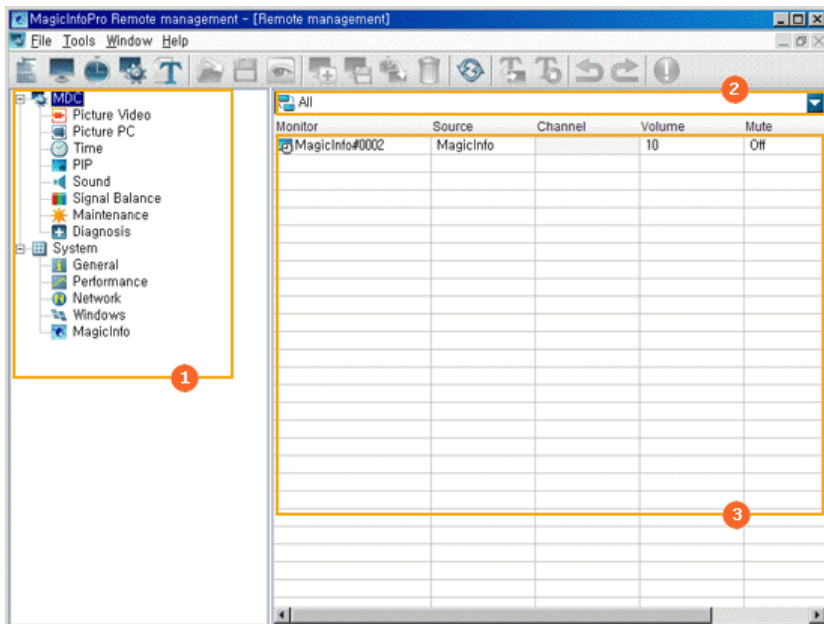 MagicInfoPro Remote management - [Remote management]
File Tools Window Help
MDC
Picture Video
Picture PC
Time
PIP
Sound
Signal Balance
Maintenance
Diagnosis
System
General
Performance
Network
Windows
MagicInfo
1
All
2
Monitor Source Channel Volume Mute
MagicInfo#0002 MagicInfo 10 Off
3